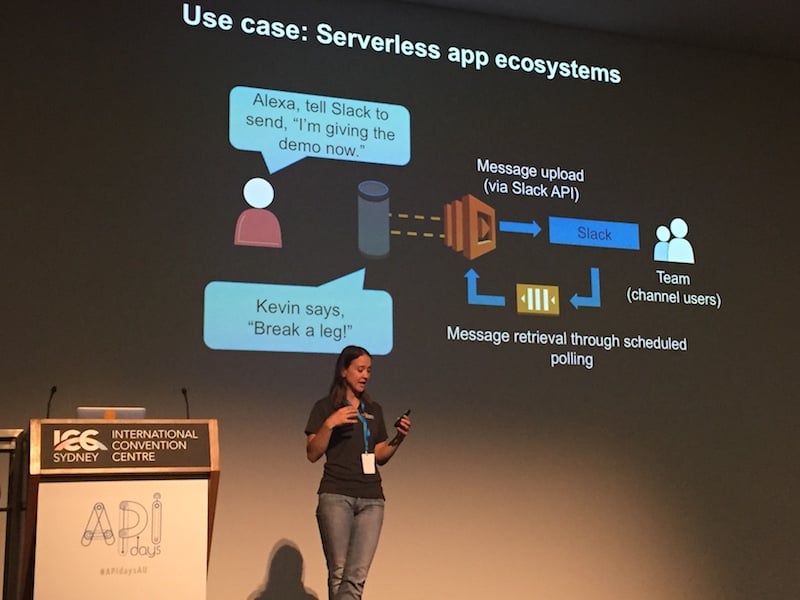 Use case: Serverless app ecosystems
Alexa, tell Slack to
send, “I’m giving the
demo now.”
Message upload
(via Slack API)
Slack
Team
(channel users)
Kevin says,
“Break a leg!”
Message retrieval through scheduled
polling
ICC
SYDNEY
INTERNATIONAL
CONVENTION
CENTRE
APi
days
#APIdaysAU